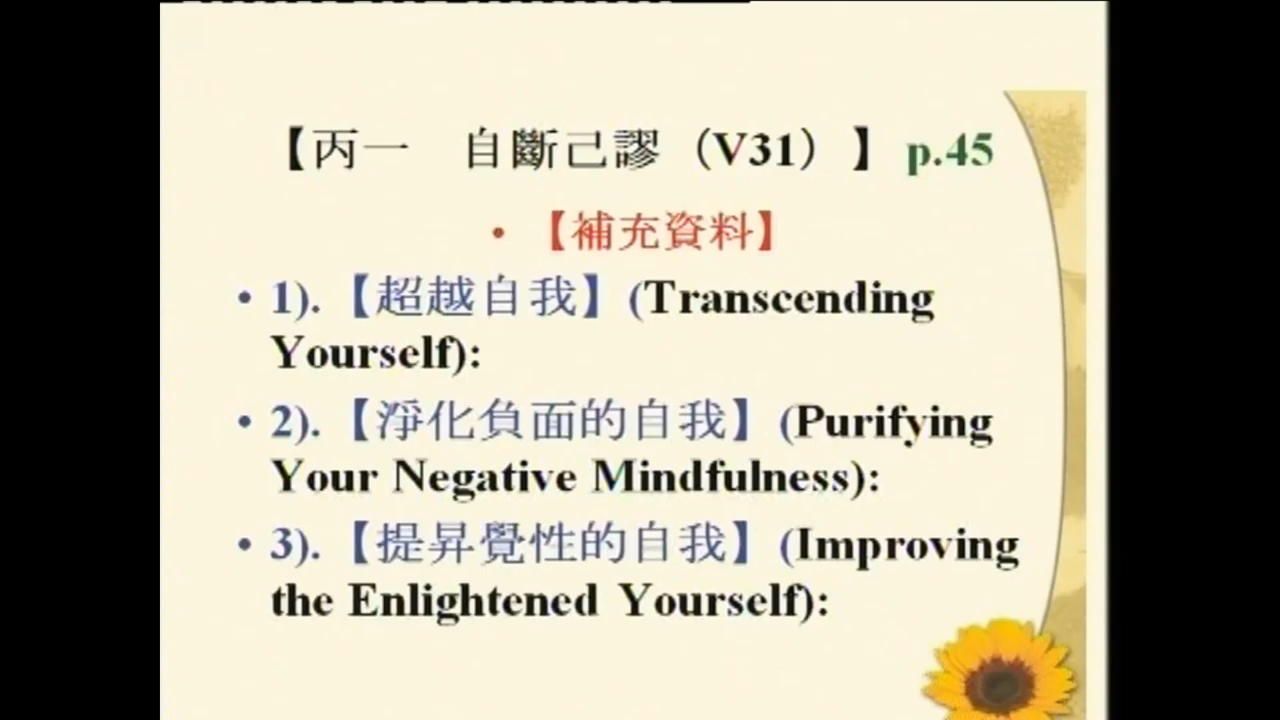 【丙一 自斷己謬（V31）】p.45
• 【補充資料】
• 1).【超越自我】(Transcending
Yourself):
• 2).【淨化負面的自我】(Purifying
Your Negative Mindfulness):
• 3).【提昇覺性的自我】(Improving
the Enlightened Yourself):